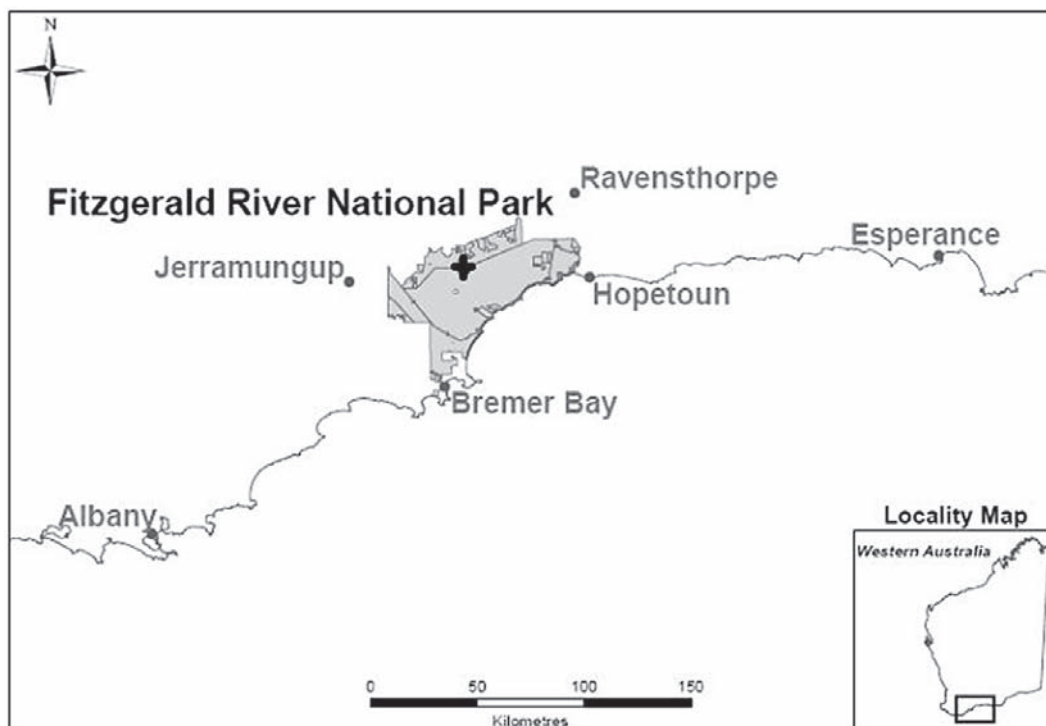 N
Ravensthorpe
Fitzgerald River National Park
Esperance
Jerramungup
Hopetoun
Bremer Bay
Albany
Locality Map
Western Australia
0 50 100 150
Kilometres